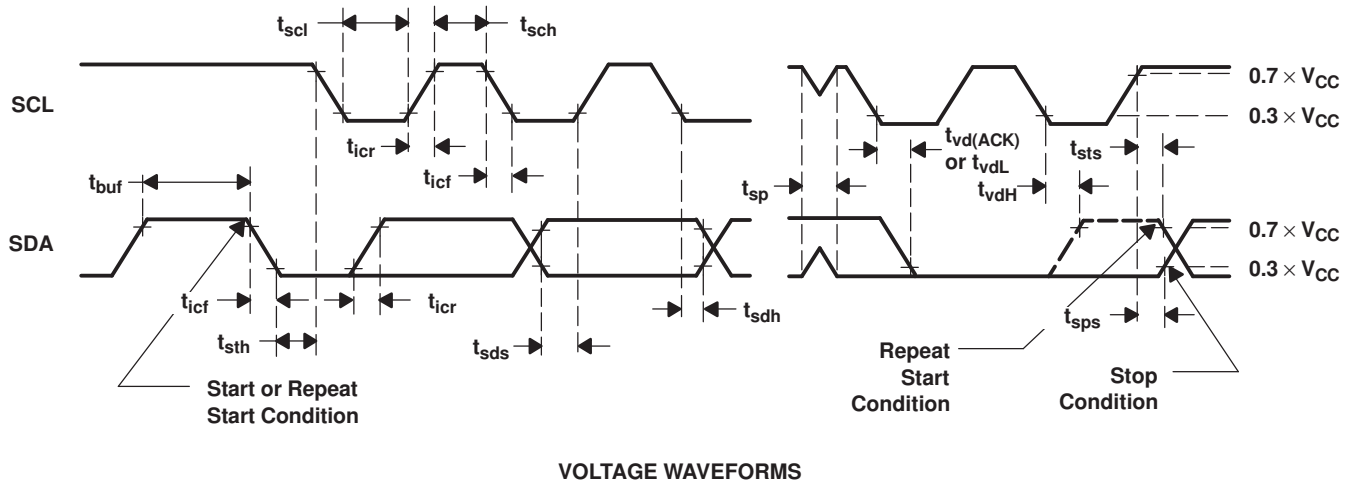 tscl
tsch
SCL
0.7 × VCC
0.3 × VCC
ticr
tvd(ACK)
or tvdL
tsts
tbuf
ticf
tsp
tvdH
SDA
0.7 × VCC
0.3 × VCC
ticf
ticr
tsdh
tsps
tsth
tsds
Start or Repeat
Start Condition
Repeat
Start
Condition
Stop
Condition
VOLTAGE WAVEFORMS